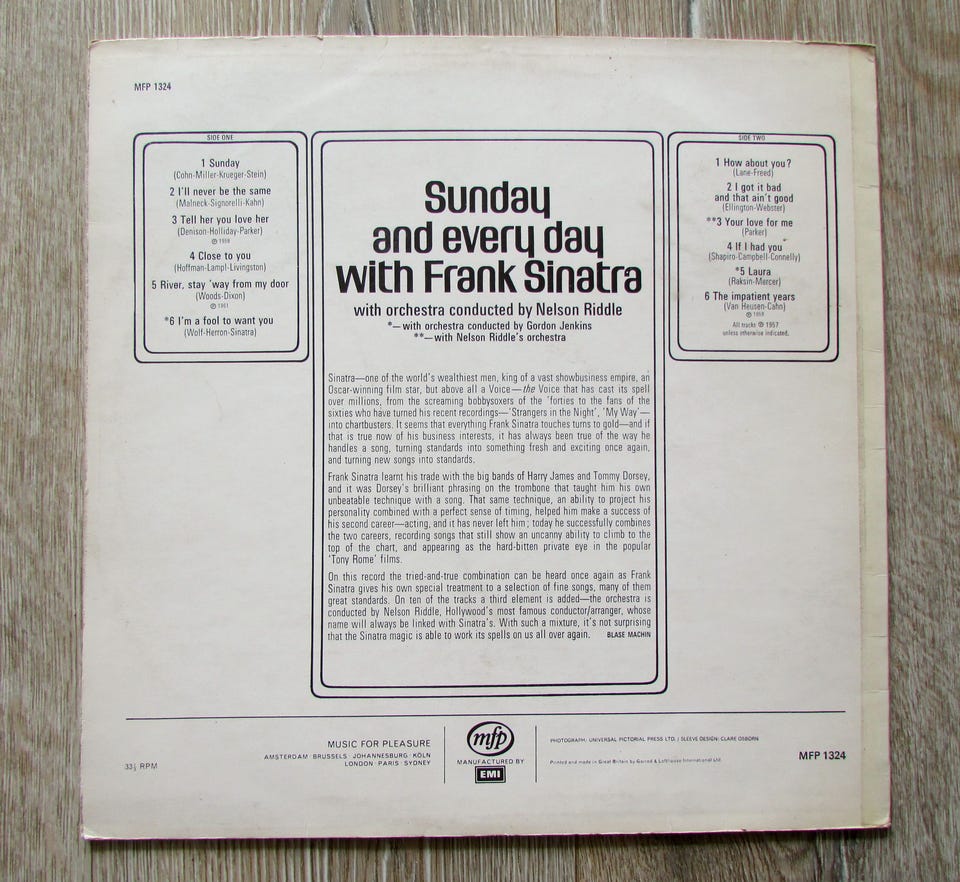 MFP 1324
SIDE ONE
1 Sunday
(Cohn-Miller-Krueger-Stein)
2 I'll never be the same
(Malneck-Signorelli-Kahn)
3 Tell her you love her
(Denison-Holliday-Parker)
℗ 1958
4 Close to you
(Hoffman-Lampl-Livingston)
5 River, stay 'way from my door
(Woods-Dixon)
℗ 1961
*6 I'm a fool to want you
(Wolf-Herron-Sinatra)
Sunday
and every day
with Frank Sinatra
with orchestra conducted by Nelson Riddle
*—with orchestra conducted by Gordon Jenkins
**—with Nelson Riddle's orchestra
Sinatra—one of the world's wealthiest men, king of a vast showbusiness empire, an
Oscar-winning film star, but above all a Voice—the Voice that has cast its spell
over millions, from the screaming bobbysoxers of the 'forties to the fans of the
sixties who have turned his recent recordings—'Strangers in the Night', 'My Way'—
into chartbusters. It seems that everything Frank Sinatra touches turns to gold—and if
that is true now of his business interests, it has always been true of the way he
handles a song, turning standards into something fresh and exciting once again,
and turning new songs into standards.
Frank Sinatra learnt his trade with the big bands of Harry James and Tommy Dorsey,
and it was Dorsey's brilliant phrasing on the trombone that taught him his own
unbeatable technique with a song. That same technique, an ability to project his
personality combined with a perfect sense of timing, helped him make a success of
his second career—acting, and it has never left him; today he successfully combines
the two careers, recording songs that still show an uncanny ability to climb to the
top of the chart, and appearing as the hard-bitten private eye in the popular
'Tony Rome' films.
On this record the tried-and-true combination can be heard once again as Frank
Sinatra gives his own special treatment to a selection of fine songs, many of them
great standards. On ten of the tracks a third element is added—the orchestra is
conducted by Nelson Riddle, Hollywood's most famous conductor/arranger, whose
name will always be linked with Sinatra's. With such a mixture, it's not surprising
that the Sinatra magic is able to work its spells on us all over again. BLASE MACHIN
SIDE TWO
1 How about you?
(Lane-Freed)
2 I got it bad
and that ain't good
(Ellington-Webster)
**3 Your love for me
(Parker)
4 If I had you
(Shapiro-Campbell-Connelly)
*5 Laura
(Raksin-Mercer)
6 The impatient years
(Van Heusen-Cahn)
All tracks ℗ 1957
unless otherwise indicated.
33⅓ RPM
MUSIC FOR PLEASURE
AMSTERDAM · BRUSSELS · JOHANNESBURG · KÖLN
LONDON · PARIS · SYDNEY
mfp
MANUFACTURED BY
EMI
PHOTOGRAPH: UNIVERSAL PICTORIAL PRESS LTD. / SLEEVE DESIGN: CLARE OSBORN
Printed and made in Great Britain by Garrod & Lofthouse International Ltd.
MFP 1324